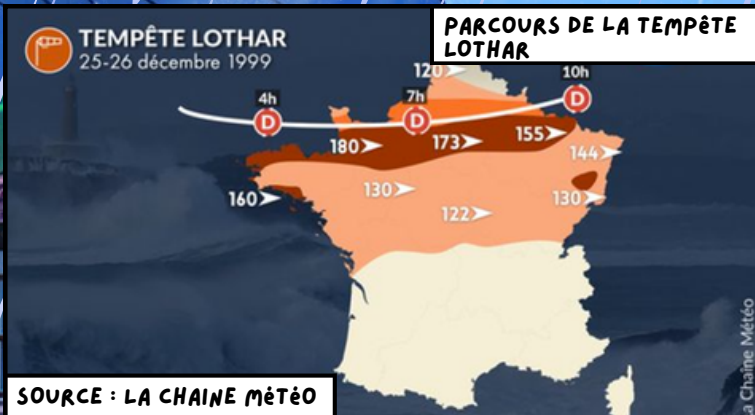 TEMPÊTE LOTHAR
25-26 décembre 1999
PARCOURS DE LA TEMPêTE
LOTHAR
120
10h
D
7h
D
4h
D
180
173
155
144
160
130
130
122
SOURCE : LA CHAINE MéTéO
La Chaîne Météo